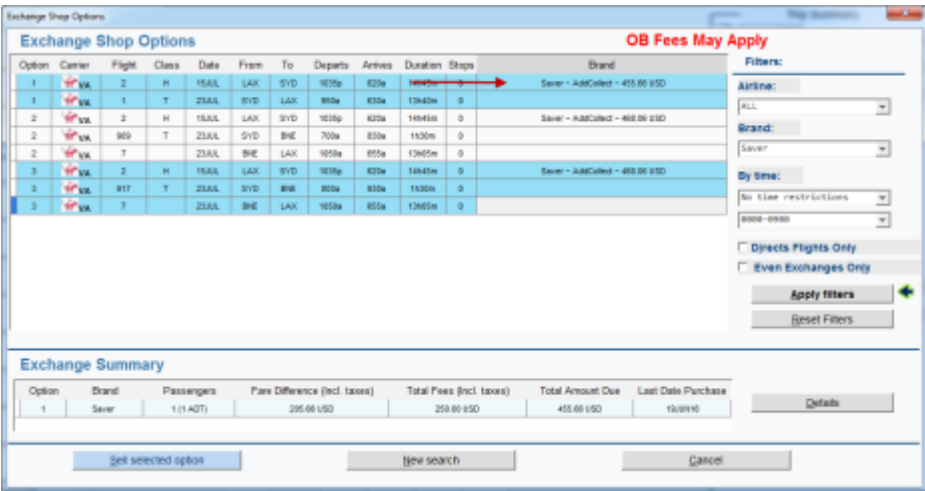 Exchange Shop Options
Trip Summary
Exchange Shop Options
OB Fees May Apply
Option Carrier Flight Class Date From To Departs Arrives Duration Stops Brand
1 VA 2 H 15JUL LAX SYD 1035p 620a 14h45m 0 Saver - AddCollect - 455.66 USD
1 VA 1 T 23JUL SYD LAX 950a 630a 13h40m 0
2 VA 2 H 15JUL LAX SYD 1035p 620a 14h45m 0 Saver - AddCollect - 468.06 USD
2 VA 969 T 23JUL SYD BNE 700a 830a 1h30m 0
2 VA 7 23JUL BNE LAX 1050a 655a 13h05m 0
3 VA 2 H 15JUL LAX SYD 1035p 620a 14h45m 0 Saver - AddCollect - 468.06 USD
3 VA 917 T 23JUL SYD BNE 800a 930a 1h30m 0
3 VA 7 23JUL BNE LAX 1050a 655a 13h05m 0
Filters:
Airline:
ALL
Brand:
Saver
By time:
No time restrictions
0000-0900
Directs Flights Only
Even Exchanges Only
Apply filters
Reset Filters
Exchange Summary
Option Brand Passengers Fare Difference (Incl. taxes) Total Fees (Incl. taxes) Total Amount Due Last Date Purchase
1 Saver 1 (1 ADT) 205.66 USD 250.00 USD 455.66 USD
Details
Sell selected option
New search
Cancel